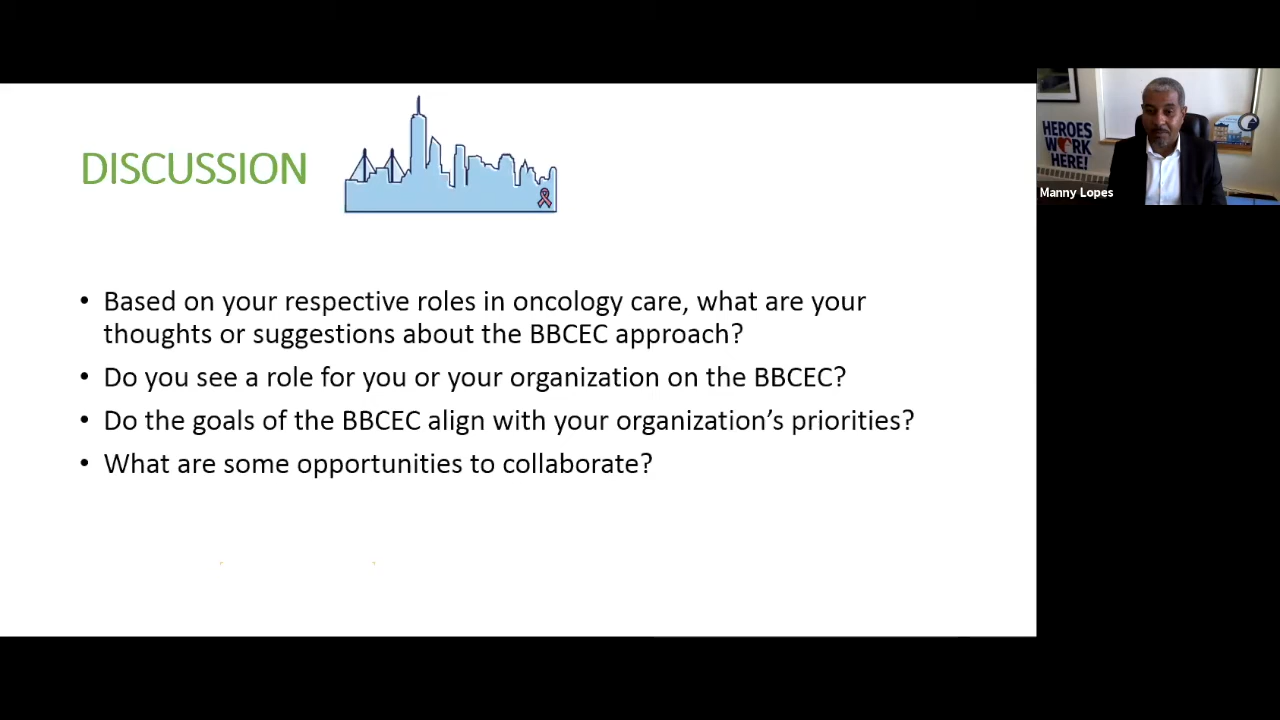 DISCUSSION
• Based on your respective roles in oncology care, what are your
thoughts or suggestions about the BBCEC approach?
• Do you see a role for you or your organization on the BBCEC?
• Do the goals of the BBCEC align with your organization’s priorities?
• What are some opportunities to collaborate?
HEROES
WORK
HERE!
Manny Lopes